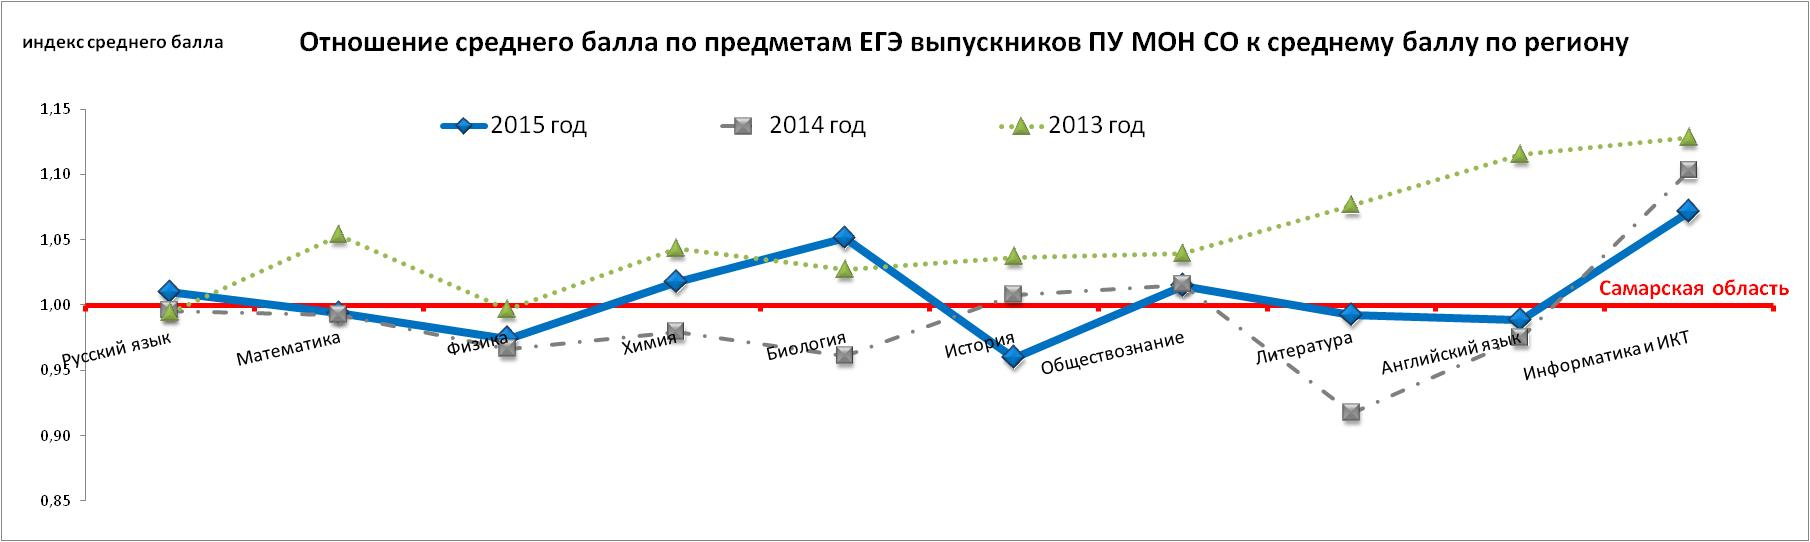 индекс среднего балла
Отношение среднего балла по предметам ЕГЭ выпускников ПУ МОН СО к среднему баллу по региону
2015 год
2014 год
2013 год
1,15
1,10
1,05
1,00
0,95
0,90
0,85
Самарская область
Русский язык
Математика
Физика
Химия
Биология
История
Обществознание
Литература
Английский язык
Информатика и ИКТ